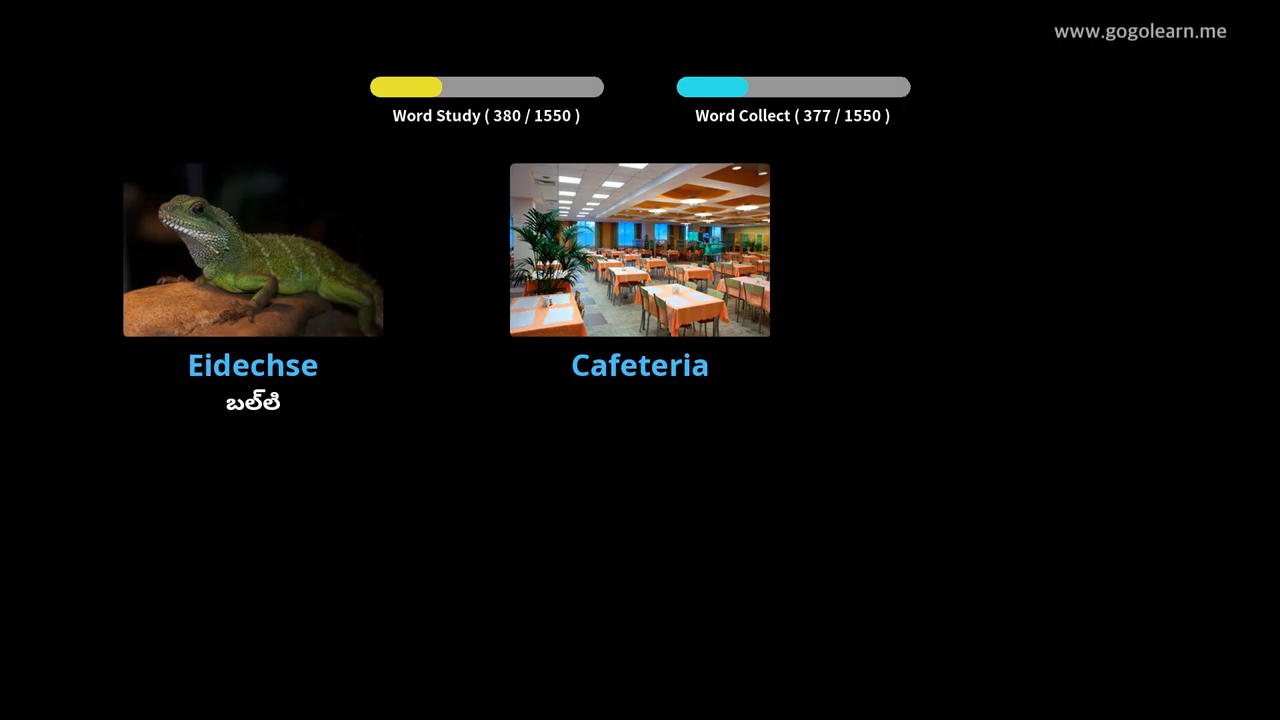 www.gogolearn.me
Word Study ( 380 / 1550 )
Word Collect ( 377 / 1550 )
Eidechse
Cafeteria
బల్లి